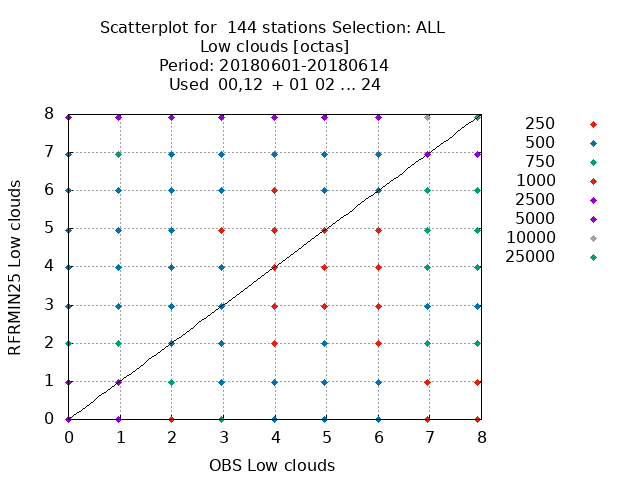 Scatterplot for  144 stations Selection: ALL
Low clouds [octas]
Period: 20180601-20180614
Used  00,12  + 01 02 ... 24
8
7
6
5
4
3
2
1
0
0 1 2 3 4 5 6 7 8
RFRMIN25 Low clouds
OBS Low clouds
250
500
750
1000
2500
5000
10000
25000